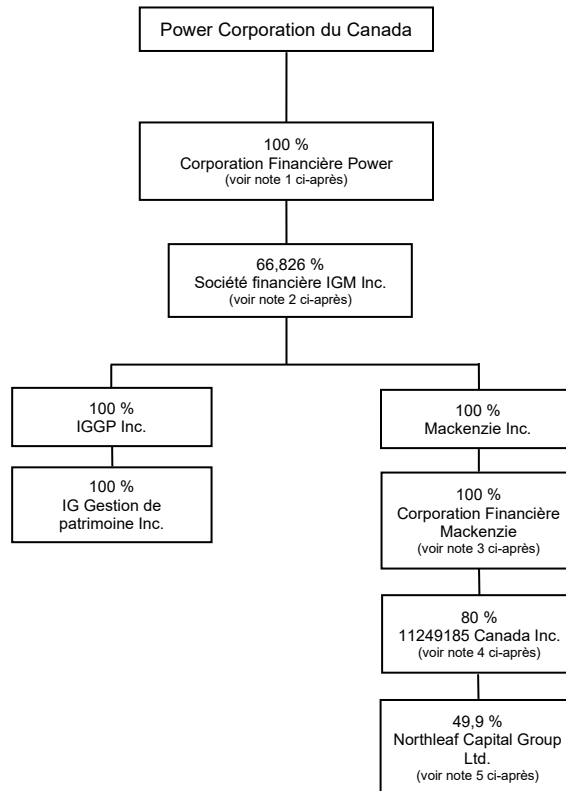 Power Corporation du Canada
100 %
Corporation Financière Power
(voir note 1 ci-après)
66,826 %
Société financière IGM Inc.
(voir note 2 ci-après)
100 %
IGGP Inc.
100 %
IG Gestion de
patrimoine Inc.
100 %
Mackenzie Inc.
100 %
Corporation Financière
Mackenzie
(voir note 3 ci-après)
80 %
11249185 Canada Inc.
(voir note 4 ci-après)
49,9 %
Northleaf Capital Group
Ltd.
(voir note 5 ci-après)